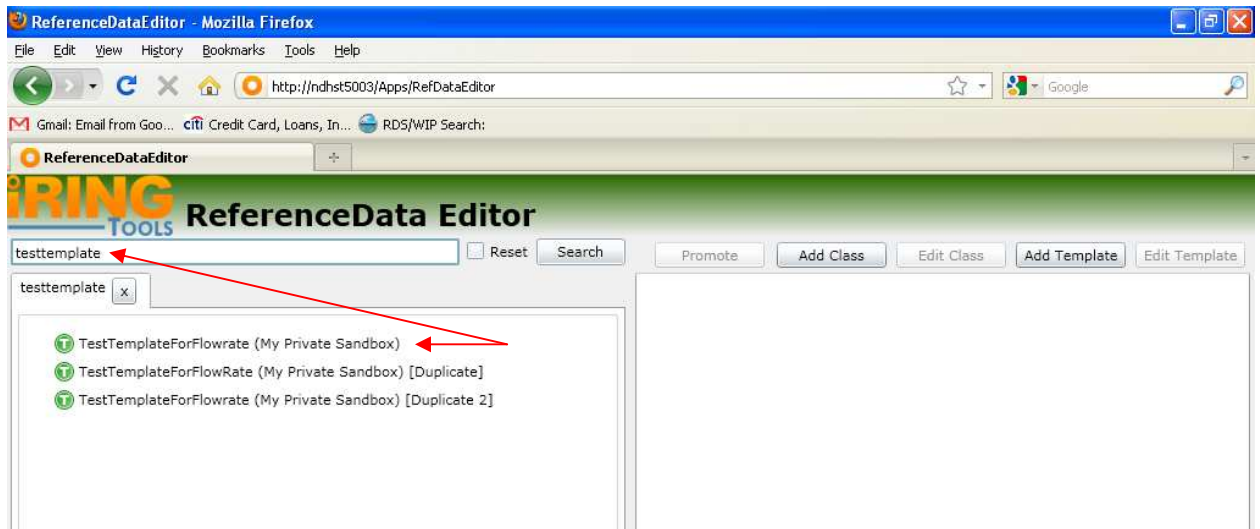 ReferenceDataEditor - Mozilla Firefox
File Edit View History Bookmarks Tools Help
http://ndhst5003/Apps/RefDataEditor Google
Gmail: Email from Goo... citi Credit Card, Loans, In... RDS/WIP Search:
ReferenceDataEditor
iRING TOOLS ReferenceData Editor
testtemplate Reset Search Promote Add Class Edit Class Add Template Edit Template
testtemplate x
T TestTemplateForFlowrate (My Private Sandbox)
T TestTemplateForFlowRate (My Private Sandbox) [Duplicate]
T TestTemplateForFlowrate (My Private Sandbox) [Duplicate 2]